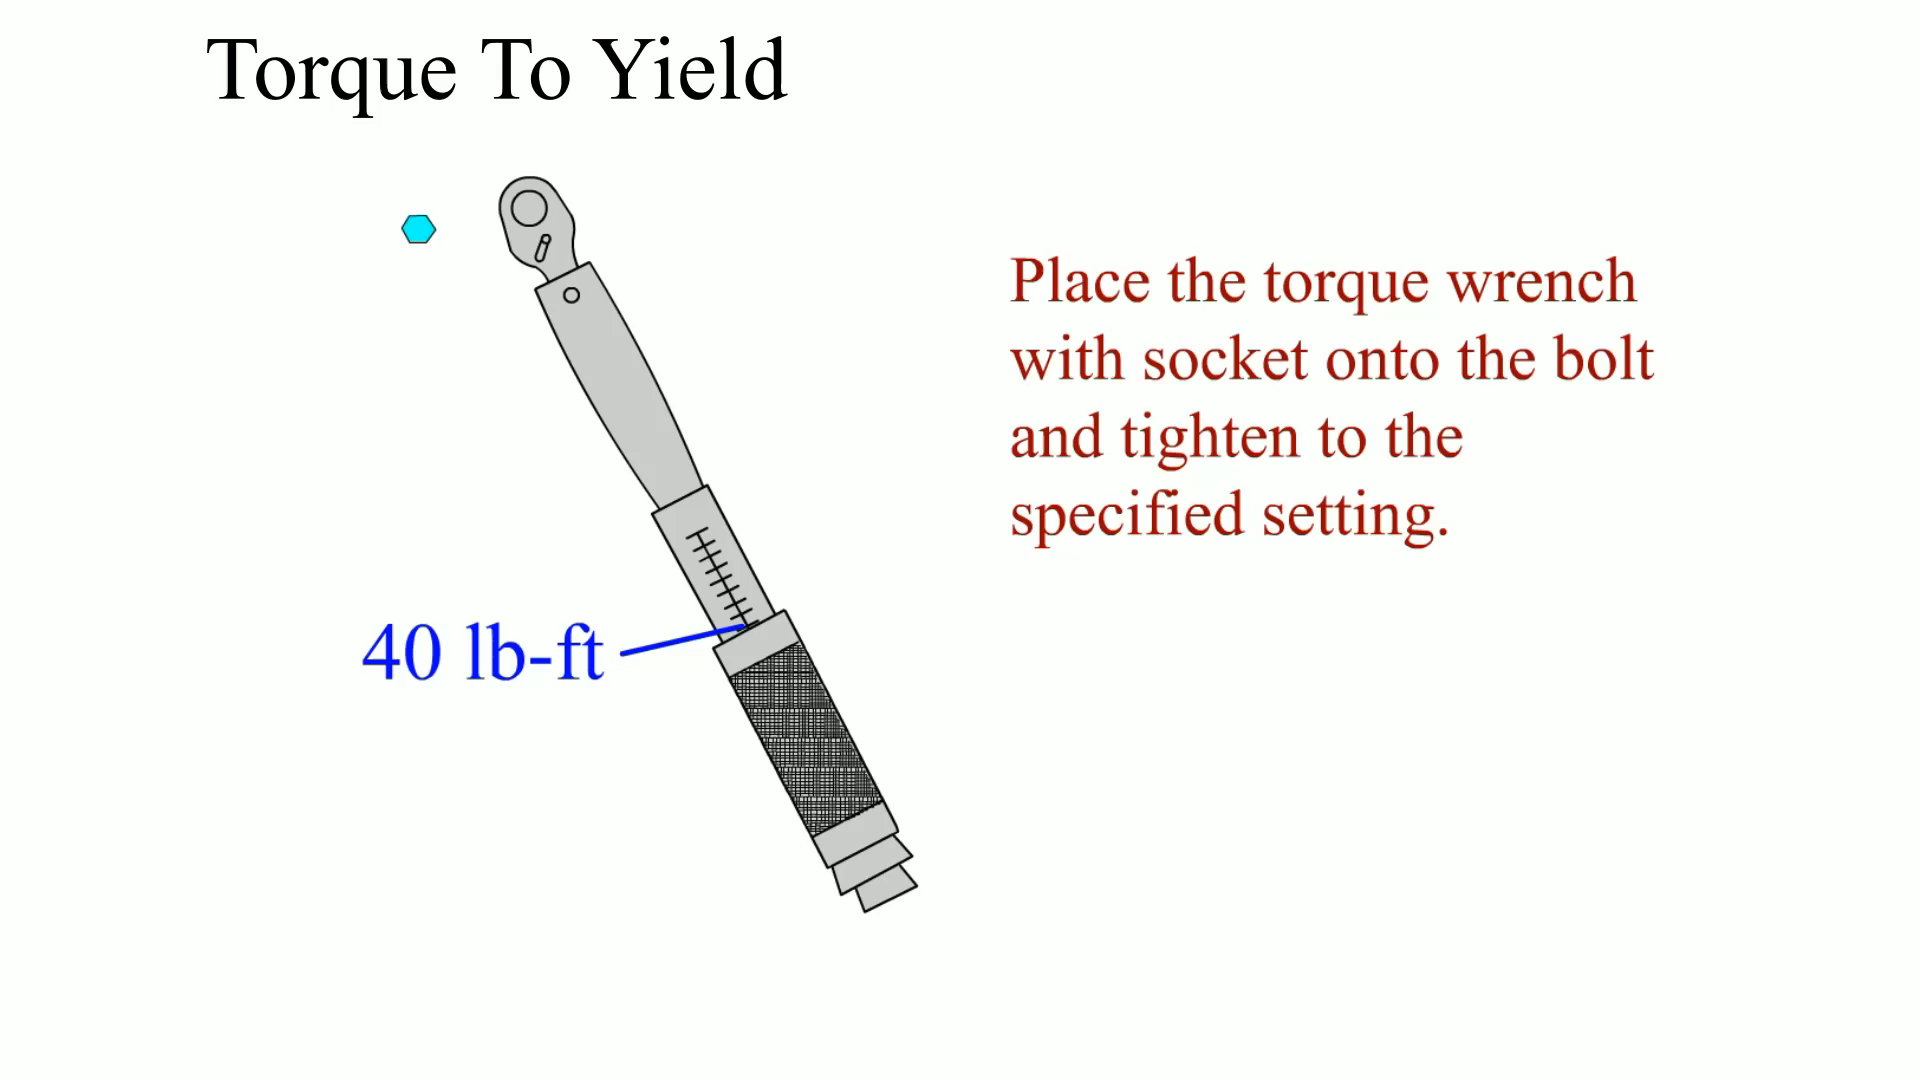 Torque To Yield
Place the torque wrench
with socket onto the bolt
and tighten to the
specified setting.
40 lb-ft